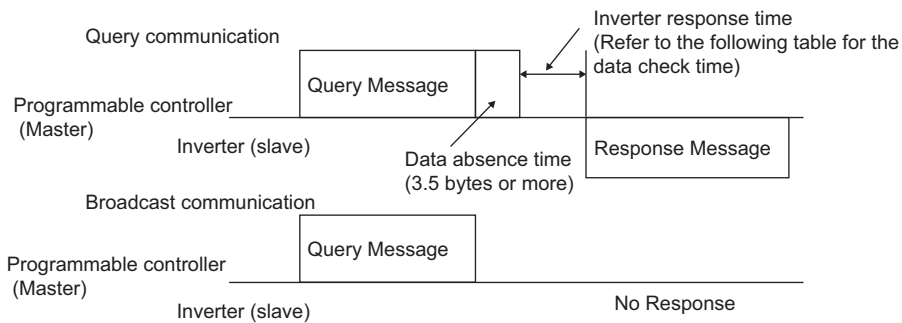 Inverter response time
(Refer to the following table for the
data check time)
Query communication
Query Message
Programmable controller
(Master)
Inverter (slave)
Data absence time
(3.5 bytes or more)
Response Message
Broadcast communication
Query Message
Programmable controller
(Master)
Inverter (slave)
No Response